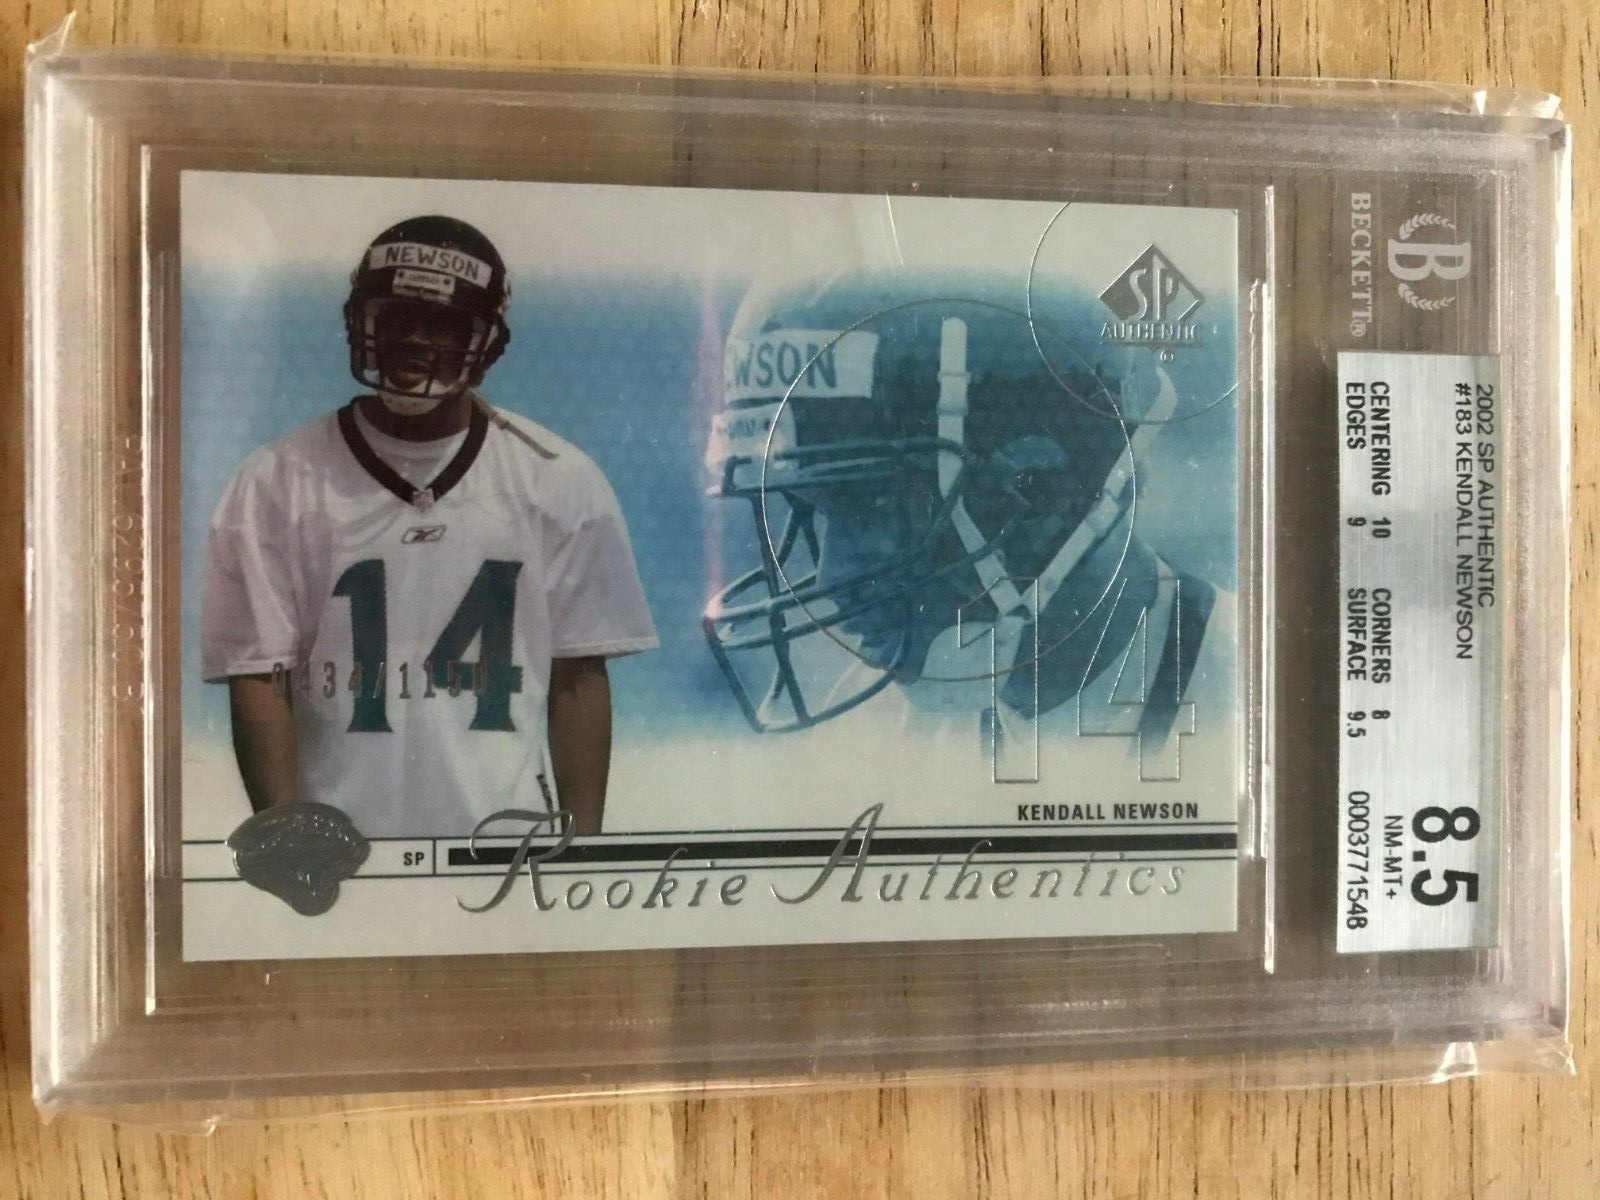 BECKETT®
2002 SP AUTHENTIC
#183 KENDALL NEWSON
CENTERING 10 CORNERS 8
EDGES 9 SURFACE 9.5
8.5
NM-MT+
0003771548
NEWSON
WSON
SP
AUTHENTIC
14
0434/1150
14
KENDALL NEWSON
SP
Rookie Authentics